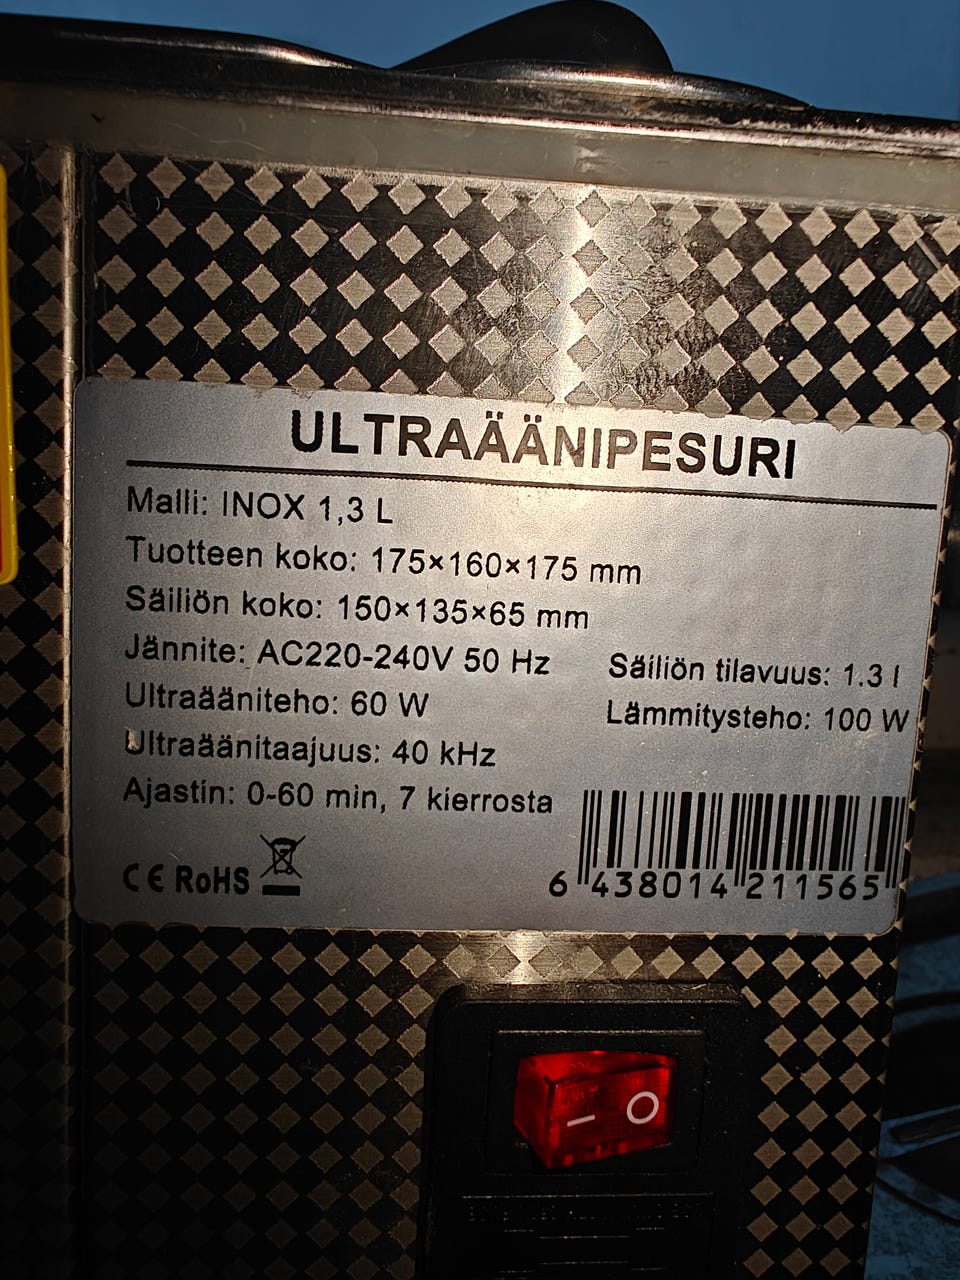 ULTRAÄÄNIPESURI
Malli: INOX 1,3 L
Tuotteen koko: 175×160×175 mm
Säiliön koko: 150×135×65 mm
Jännite: AC220-240V 50 Hz
Säiliön tilavuus: 1.3 l
Ultraääniteho: 60 W
Lämmitysteho: 100 W
Ultraäänitaajuus: 40 kHz
Ajastin: 0-60 min, 7 kierrosta
CE RoHS
6 438014 211565
– O